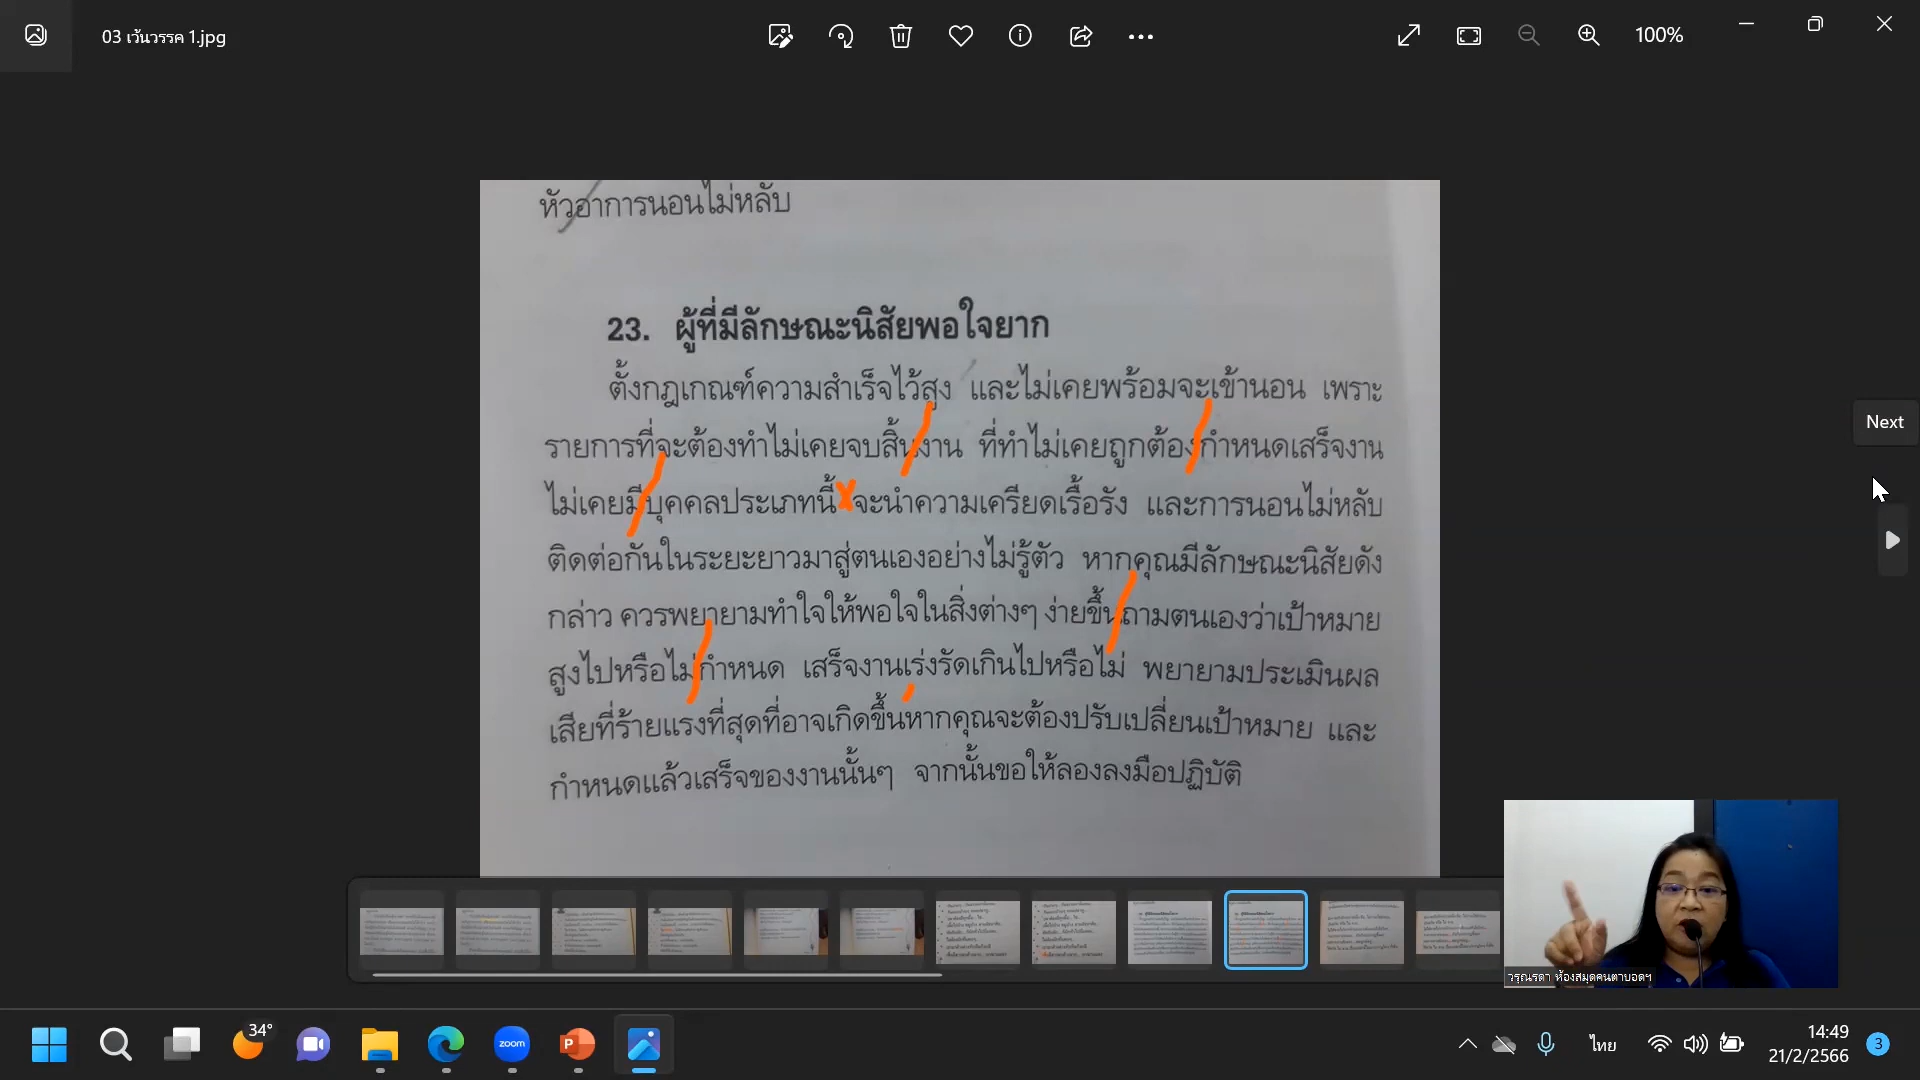 03 เว้นวรรค 1.jpg
100%
Next
หัวอาการนอนไม่หลับ
23. ผู้ที่มีลักษณะนิสัยพอใจยาก
ตั้งกฎเกณฑ์ความสำเร็จไว้สูง และไม่เคยพร้อมจะเข้านอน เพราะ
รายการที่จะต้องทำไม่เคยจบสิ้นงาน ที่ทำไม่เคยถูกต้องกำหนดเสร็จงาน
ไม่เคยมีบุคคลประเภทนี้ จะนำความเครียดเรื้อรัง และการนอนไม่หลับ
ติดต่อกันในระยะยาวมาสู่ตนเองอย่างไม่รู้ตัว หากคุณมีลักษณะนิสัยดัง
กล่าว ควรพยายามทำใจให้พอใจในสิ่งต่างๆ ง่ายขึ้นถามตนเองว่าเป้าหมาย
สูงไปหรือไม่กำหนด เสร็จงานเร่งรัดเกินไปหรือไม่ พยายามประเมินผล
เสียที่ร้ายแรงที่สุดที่อาจเกิดขึ้นหากคุณจะต้องปรับเปลี่ยนเป้าหมาย และ
กำหนดแล้วเสร็จของงานนั้นๆ จากนั้นขอให้ลองลงมือปฏิบัติ
วรุณรดา ห้องสมุดคนตาบอดฯ
34°
zoom
P
ไทย
14:49
21/2/2566
3